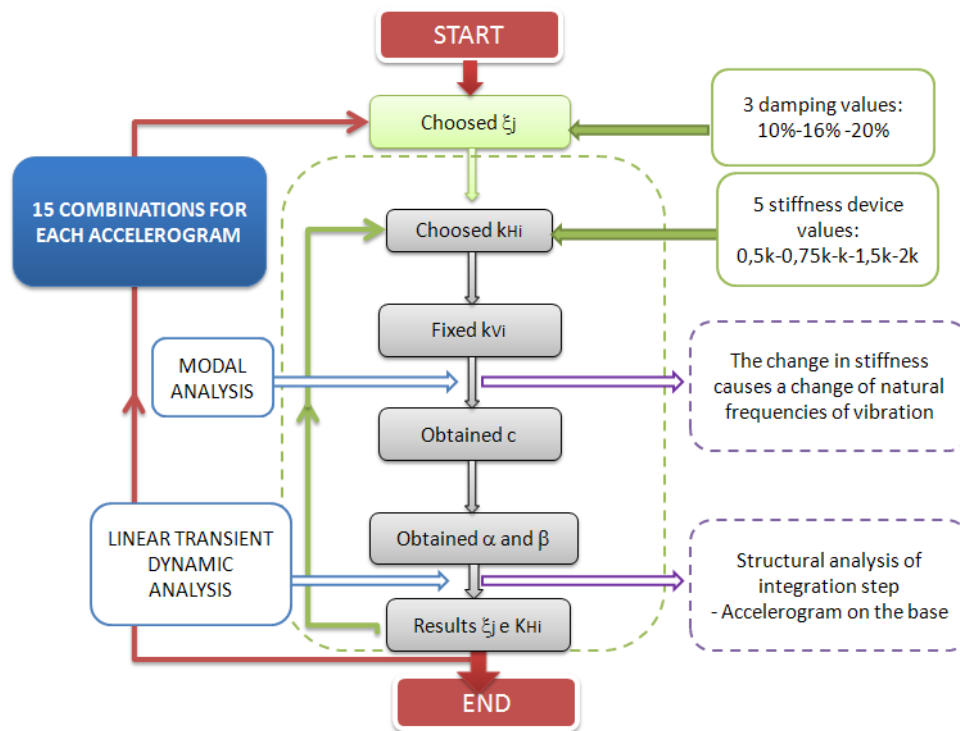 START
Choosed ξj
3 damping values:
10%-16% -20%
15 COMBINATIONS FOR
EACH ACCELEROGRAM
Choosed kHi
5 stiffness device
values:
0,5k-0,75k-k-1,5k-2k
Fixed kVi
MODAL
ANALYSIS
The change in stiffness
causes a change of natural
frequencies of vibration
Obtained c
LINEAR TRANSIENT
DYNAMIC
ANALYSIS
Obtained α and β
Structural analysis of
integration step
- Accelerogram on the base
Results ξj e KHi
END